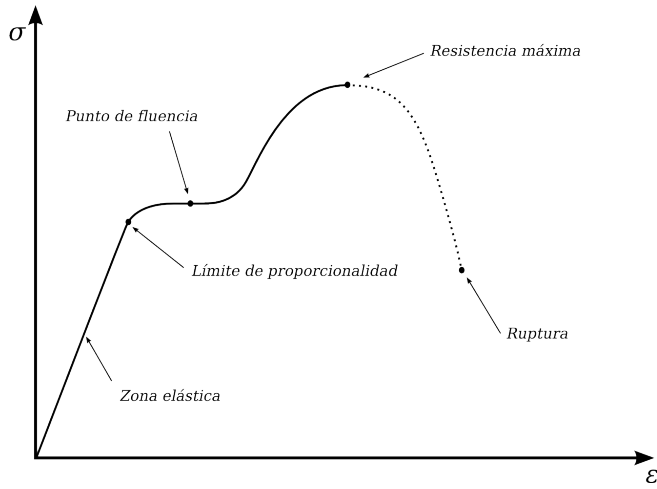 σ
Resistencia máxima
Punto de fluencia
Límite de proporcionalidad
Ruptura
Zona elástica
ε